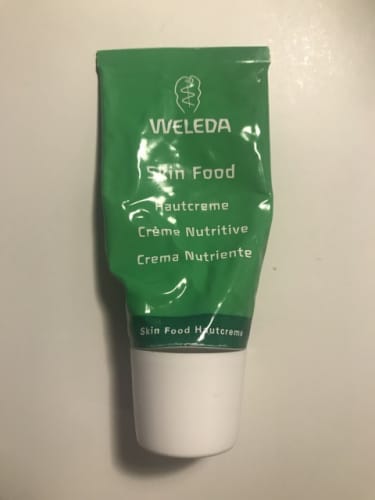 WELEDA
Skin Food
Hautcreme
Crème Nutritive
Crema Nutriente
Skin Food Hautcreme